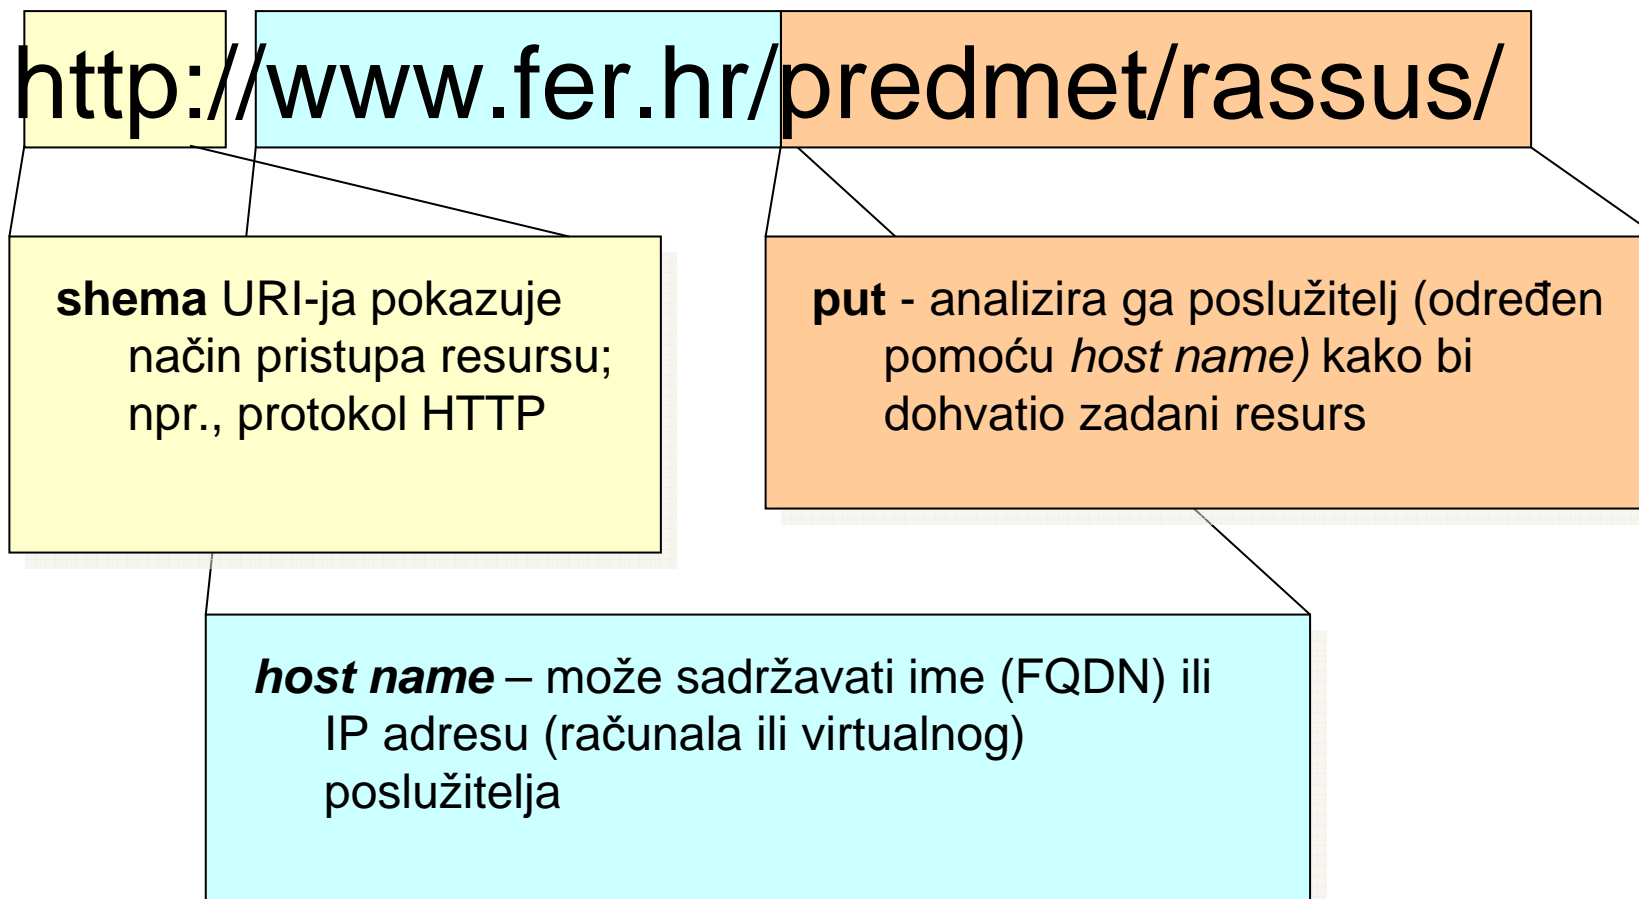 http://www.fer.hr/predmet/rassus/
shema URI-ja pokazuje
način pristupa resursu;
npr., protokol HTTP
put - analizira ga poslužitelj (određen
pomoću host name) kako bi
dohvatio zadani resurs
host name – može sadržavati ime (FQDN) ili
IP adresu (računala ili virtualnog)
poslužitelja